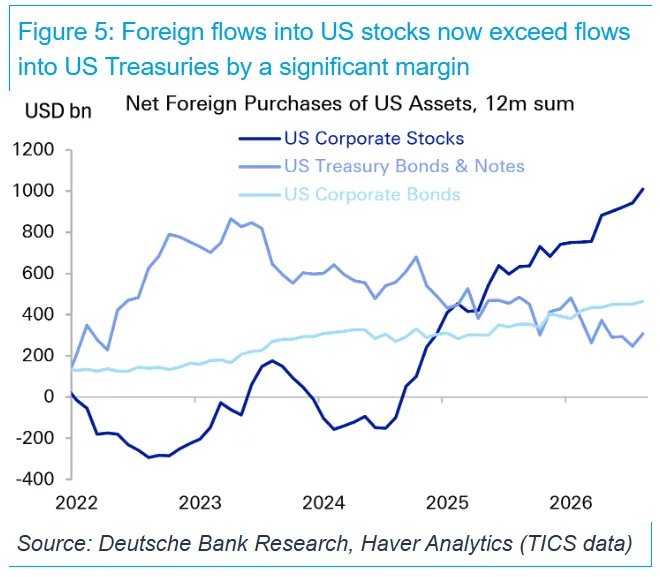 Figure 5: Foreign flows into US stocks now exceed flows
into US Treasuries by a significant margin
USD bn
Net Foreign Purchases of US Assets, 12m sum
US Corporate Stocks
US Treasury Bonds & Notes
US Corporate Bonds
1200
1000
800
600
400
200
0
-200
-400
2022
2023
2024
2025
2026
Source: Deutsche Bank Research, Haver Analytics (TICS data)